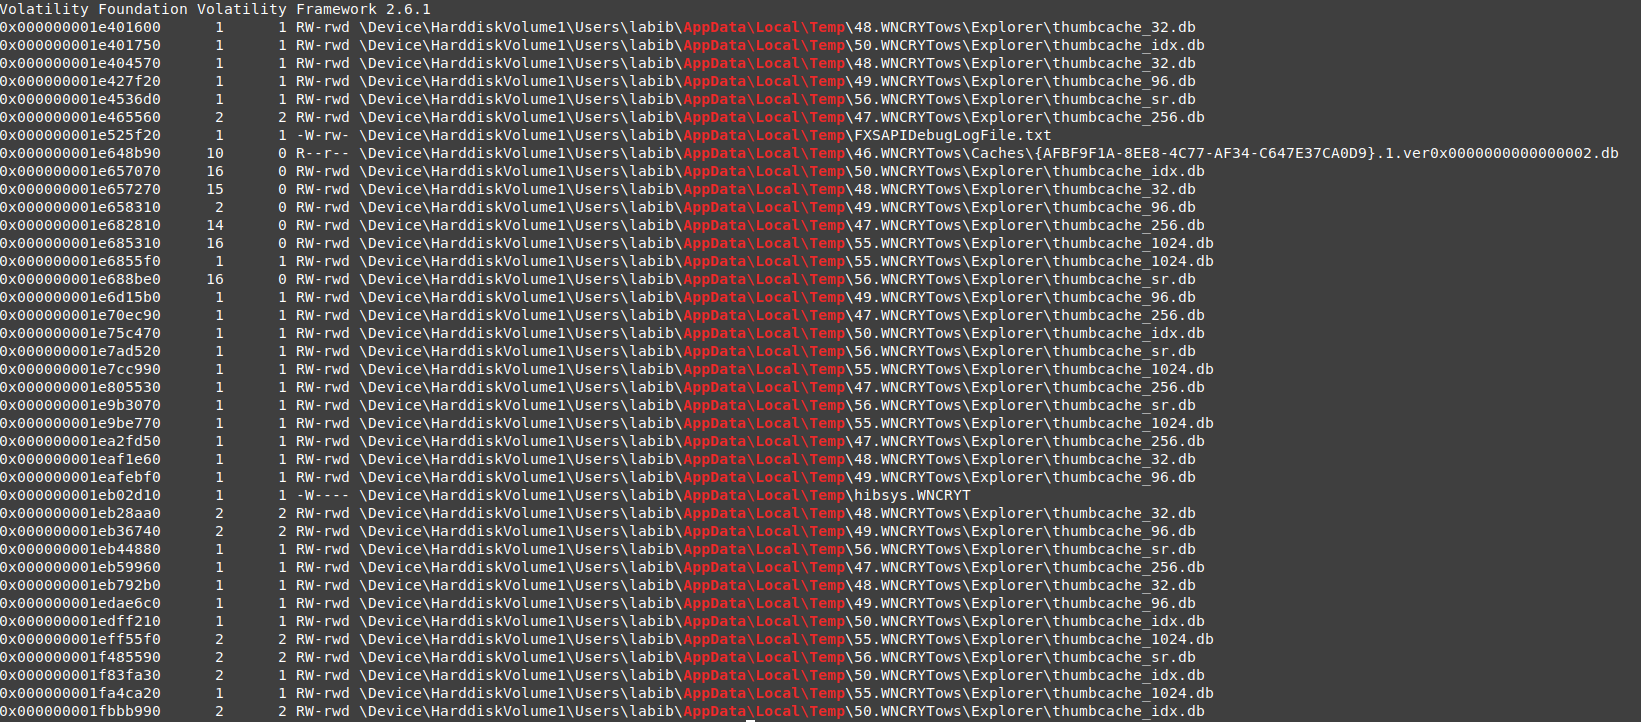 Volatility Foundation Volatility Framework 2.6.1
0x000000001e401600      1      1 RW-rwd \Device\HarddiskVolume1\Users\labib\AppData\Local\Temp\48.WNCRYTows\Explorer\thumbcache_32.db
0x000000001e401750      1      1 RW-rwd \Device\HarddiskVolume1\Users\labib\AppData\Local\Temp\50.WNCRYTows\Explorer\thumbcache_idx.db
0x000000001e404570      1      1 RW-rwd \Device\HarddiskVolume1\Users\labib\AppData\Local\Temp\48.WNCRYTows\Explorer\thumbcache_32.db
0x000000001e427f20      1      1 RW-rwd \Device\HarddiskVolume1\Users\labib\AppData\Local\Temp\49.WNCRYTows\Explorer\thumbcache_96.db
0x000000001e4536d0      1      1 RW-rwd \Device\HarddiskVolume1\Users\labib\AppData\Local\Temp\56.WNCRYTows\Explorer\thumbcache_sr.db
0x000000001e465560      2      2 RW-rwd \Device\HarddiskVolume1\Users\labib\AppData\Local\Temp\47.WNCRYTows\Explorer\thumbcache_256.db
0x000000001e525f20      1      1 -W-rw- \Device\HarddiskVolume1\Users\labib\AppData\Local\Temp\FXSAPIDebugLogFile.txt
0x000000001e648b90     10      0 R--r-- \Device\HarddiskVolume1\Users\labib\AppData\Local\Temp\46.WNCRYTows\Caches\{AFBF9F1A-8EE8-4C77-AF34-C647E37CA0D9}.1.ver0x0000000000000002.db
0x000000001e657070     16      0 RW-rwd \Device\HarddiskVolume1\Users\labib\AppData\Local\Temp\50.WNCRYTows\Explorer\thumbcache_idx.db
0x000000001e657270     15      0 RW-rwd \Device\HarddiskVolume1\Users\labib\AppData\Local\Temp\48.WNCRYTows\Explorer\thumbcache_32.db
0x000000001e658310      2      0 RW-rwd \Device\HarddiskVolume1\Users\labib\AppData\Local\Temp\49.WNCRYTows\Explorer\thumbcache_96.db
0x000000001e682810     14      0 RW-rwd \Device\HarddiskVolume1\Users\labib\AppData\Local\Temp\47.WNCRYTows\Explorer\thumbcache_256.db
0x000000001e685310     16      0 RW-rwd \Device\HarddiskVolume1\Users\labib\AppData\Local\Temp\55.WNCRYTows\Explorer\thumbcache_1024.db
0x000000001e6855f0      1      1 RW-rwd \Device\HarddiskVolume1\Users\labib\AppData\Local\Temp\55.WNCRYTows\Explorer\thumbcache_1024.db
0x000000001e688be0     16      0 RW-rwd \Device\HarddiskVolume1\Users\labib\AppData\Local\Temp\56.WNCRYTows\Explorer\thumbcache_sr.db
0x000000001e6d15b0      1      1 RW-rwd \Device\HarddiskVolume1\Users\labib\AppData\Local\Temp\49.WNCRYTows\Explorer\thumbcache_96.db
0x000000001e70ec90      1      1 RW-rwd \Device\HarddiskVolume1\Users\labib\AppData\Local\Temp\47.WNCRYTows\Explorer\thumbcache_256.db
0x000000001e75c470      1      1 RW-rwd \Device\HarddiskVolume1\Users\labib\AppData\Local\Temp\50.WNCRYTows\Explorer\thumbcache_idx.db
0x000000001e7ad520      1      1 RW-rwd \Device\HarddiskVolume1\Users\labib\AppData\Local\Temp\56.WNCRYTows\Explorer\thumbcache_sr.db
0x000000001e7cc990      1      1 RW-rwd \Device\HarddiskVolume1\Users\labib\AppData\Local\Temp\55.WNCRYTows\Explorer\thumbcache_1024.db
0x000000001e805530      1      1 RW-rwd \Device\HarddiskVolume1\Users\labib\AppData\Local\Temp\47.WNCRYTows\Explorer\thumbcache_256.db
0x000000001e9b3070      1      1 RW-rwd \Device\HarddiskVolume1\Users\labib\AppData\Local\Temp\56.WNCRYTows\Explorer\thumbcache_sr.db
0x000000001e9be770      1      1 RW-rwd \Device\HarddiskVolume1\Users\labib\AppData\Local\Temp\55.WNCRYTows\Explorer\thumbcache_1024.db
0x000000001ea2fd50      1      1 RW-rwd \Device\HarddiskVolume1\Users\labib\AppData\Local\Temp\47.WNCRYTows\Explorer\thumbcache_256.db
0x000000001eaf1e60      1      1 RW-rwd \Device\HarddiskVolume1\Users\labib\AppData\Local\Temp\48.WNCRYTows\Explorer\thumbcache_32.db
0x000000001eafebf0      1      1 RW-rwd \Device\HarddiskVolume1\Users\labib\AppData\Local\Temp\49.WNCRYTows\Explorer\thumbcache_96.db
0x000000001eb02d10      1      1 -W---- \Device\HarddiskVolume1\Users\labib\AppData\Local\Temp\hibsys.WNCRYT
0x000000001eb28aa0      2      2 RW-rwd \Device\HarddiskVolume1\Users\labib\AppData\Local\Temp\48.WNCRYTows\Explorer\thumbcache_32.db
0x000000001eb36740      2      2 RW-rwd \Device\HarddiskVolume1\Users\labib\AppData\Local\Temp\49.WNCRYTows\Explorer\thumbcache_96.db
0x000000001eb44880      1      1 RW-rwd \Device\HarddiskVolume1\Users\labib\AppData\Local\Temp\56.WNCRYTows\Explorer\thumbcache_sr.db
0x000000001eb59960      1      1 RW-rwd \Device\HarddiskVolume1\Users\labib\AppData\Local\Temp\47.WNCRYTows\Explorer\thumbcache_256.db
0x000000001eb792b0      1      1 RW-rwd \Device\HarddiskVolume1\Users\labib\AppData\Local\Temp\48.WNCRYTows\Explorer\thumbcache_32.db
0x000000001edae6c0      1      1 RW-rwd \Device\HarddiskVolume1\Users\labib\AppData\Local\Temp\49.WNCRYTows\Explorer\thumbcache_96.db
0x000000001edff210      1      1 RW-rwd \Device\HarddiskVolume1\Users\labib\AppData\Local\Temp\50.WNCRYTows\Explorer\thumbcache_idx.db
0x000000001eff55f0      2      2 RW-rwd \Device\HarddiskVolume1\Users\labib\AppData\Local\Temp\55.WNCRYTows\Explorer\thumbcache_1024.db
0x000000001f485590      2      2 RW-rwd \Device\HarddiskVolume1\Users\labib\AppData\Local\Temp\56.WNCRYTows\Explorer\thumbcache_sr.db
0x000000001f83fa30      2      1 RW-rwd \Device\HarddiskVolume1\Users\labib\AppData\Local\Temp\50.WNCRYTows\Explorer\thumbcache_idx.db
0x000000001fa4ca20      1      1 RW-rwd \Device\HarddiskVolume1\Users\labib\AppData\Local\Temp\55.WNCRYTows\Explorer\thumbcache_1024.db
0x000000001fbbb990      2      2 RW-rwd \Device\HarddiskVolume1\Users\labib\AppData\Local\Temp\50.WNCRYTows\Explorer\thumbcache_idx.db